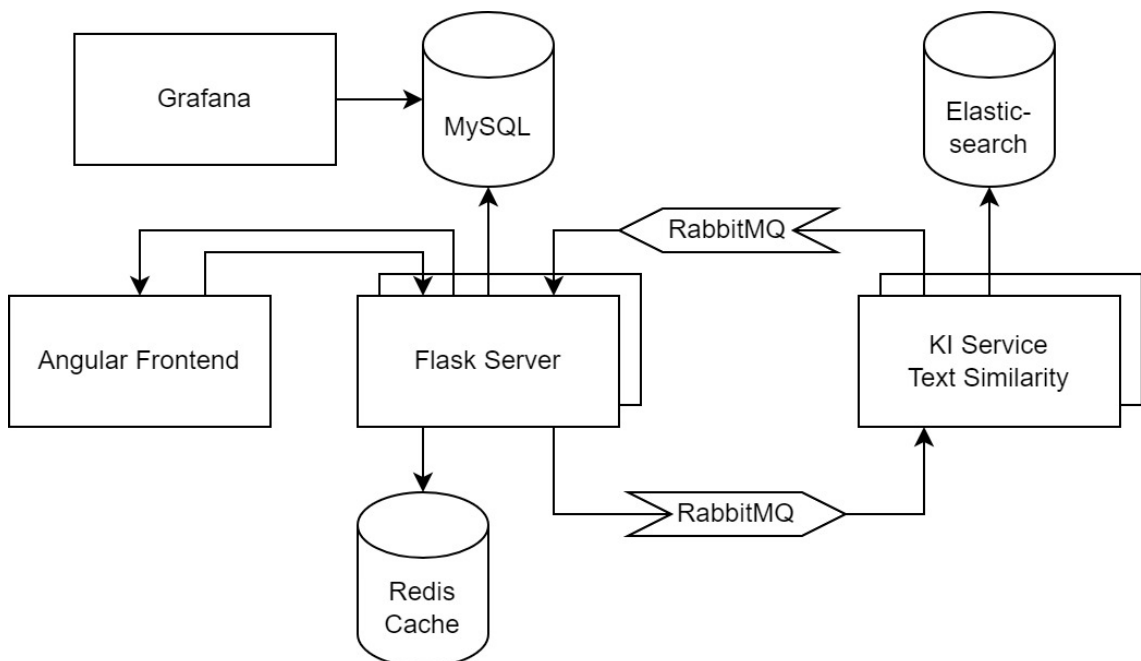 Grafana
MySQL
Elastic-
search
RabbitMQ
Angular Frontend
Flask Server
KI Service
Text Similarity
RabbitMQ
Redis
Cache